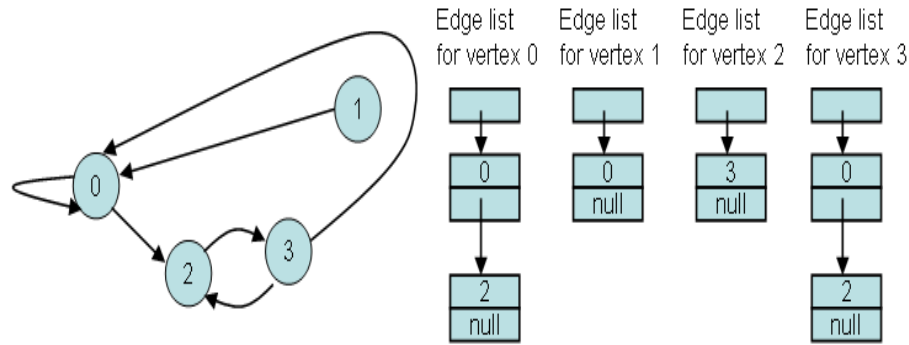 Edge list for vertex 0
Edge list for vertex 1
Edge list for vertex 2
Edge list for vertex 3
1
0
2
3
0
2
null
0
null
3
null
0
2
null